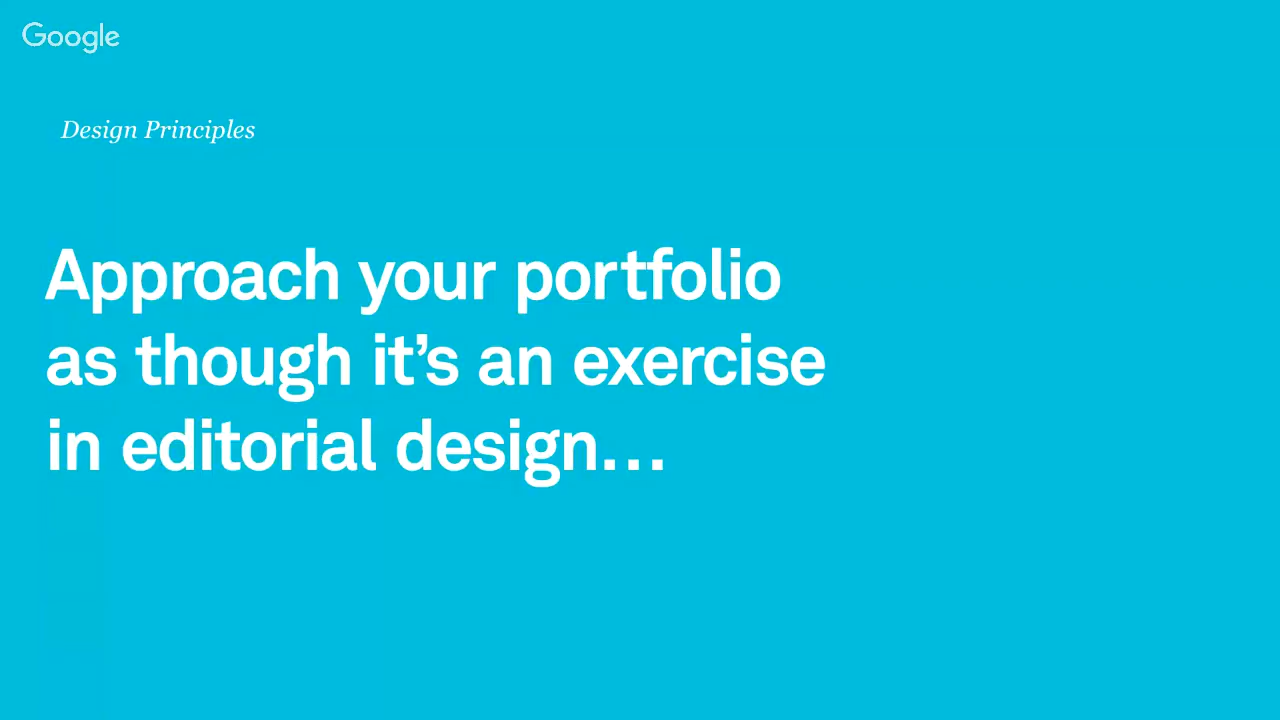 Google
Design Principles
Approach your portfolio
as though it’s an exercise
in editorial design…